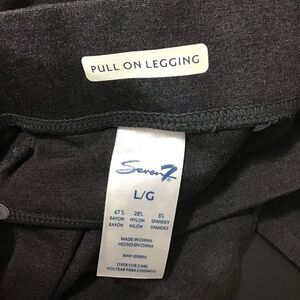 PULL ON LEGGING
Seven7
L/G
67% 28% 5%
RAYON NYLON SPANDEX
RAYÓN NILÓN SPANDEX
MADE IN CHINA
HECHO EN CHINA
OVER FOR CARE
VOLTEAR PARA CUIDADO